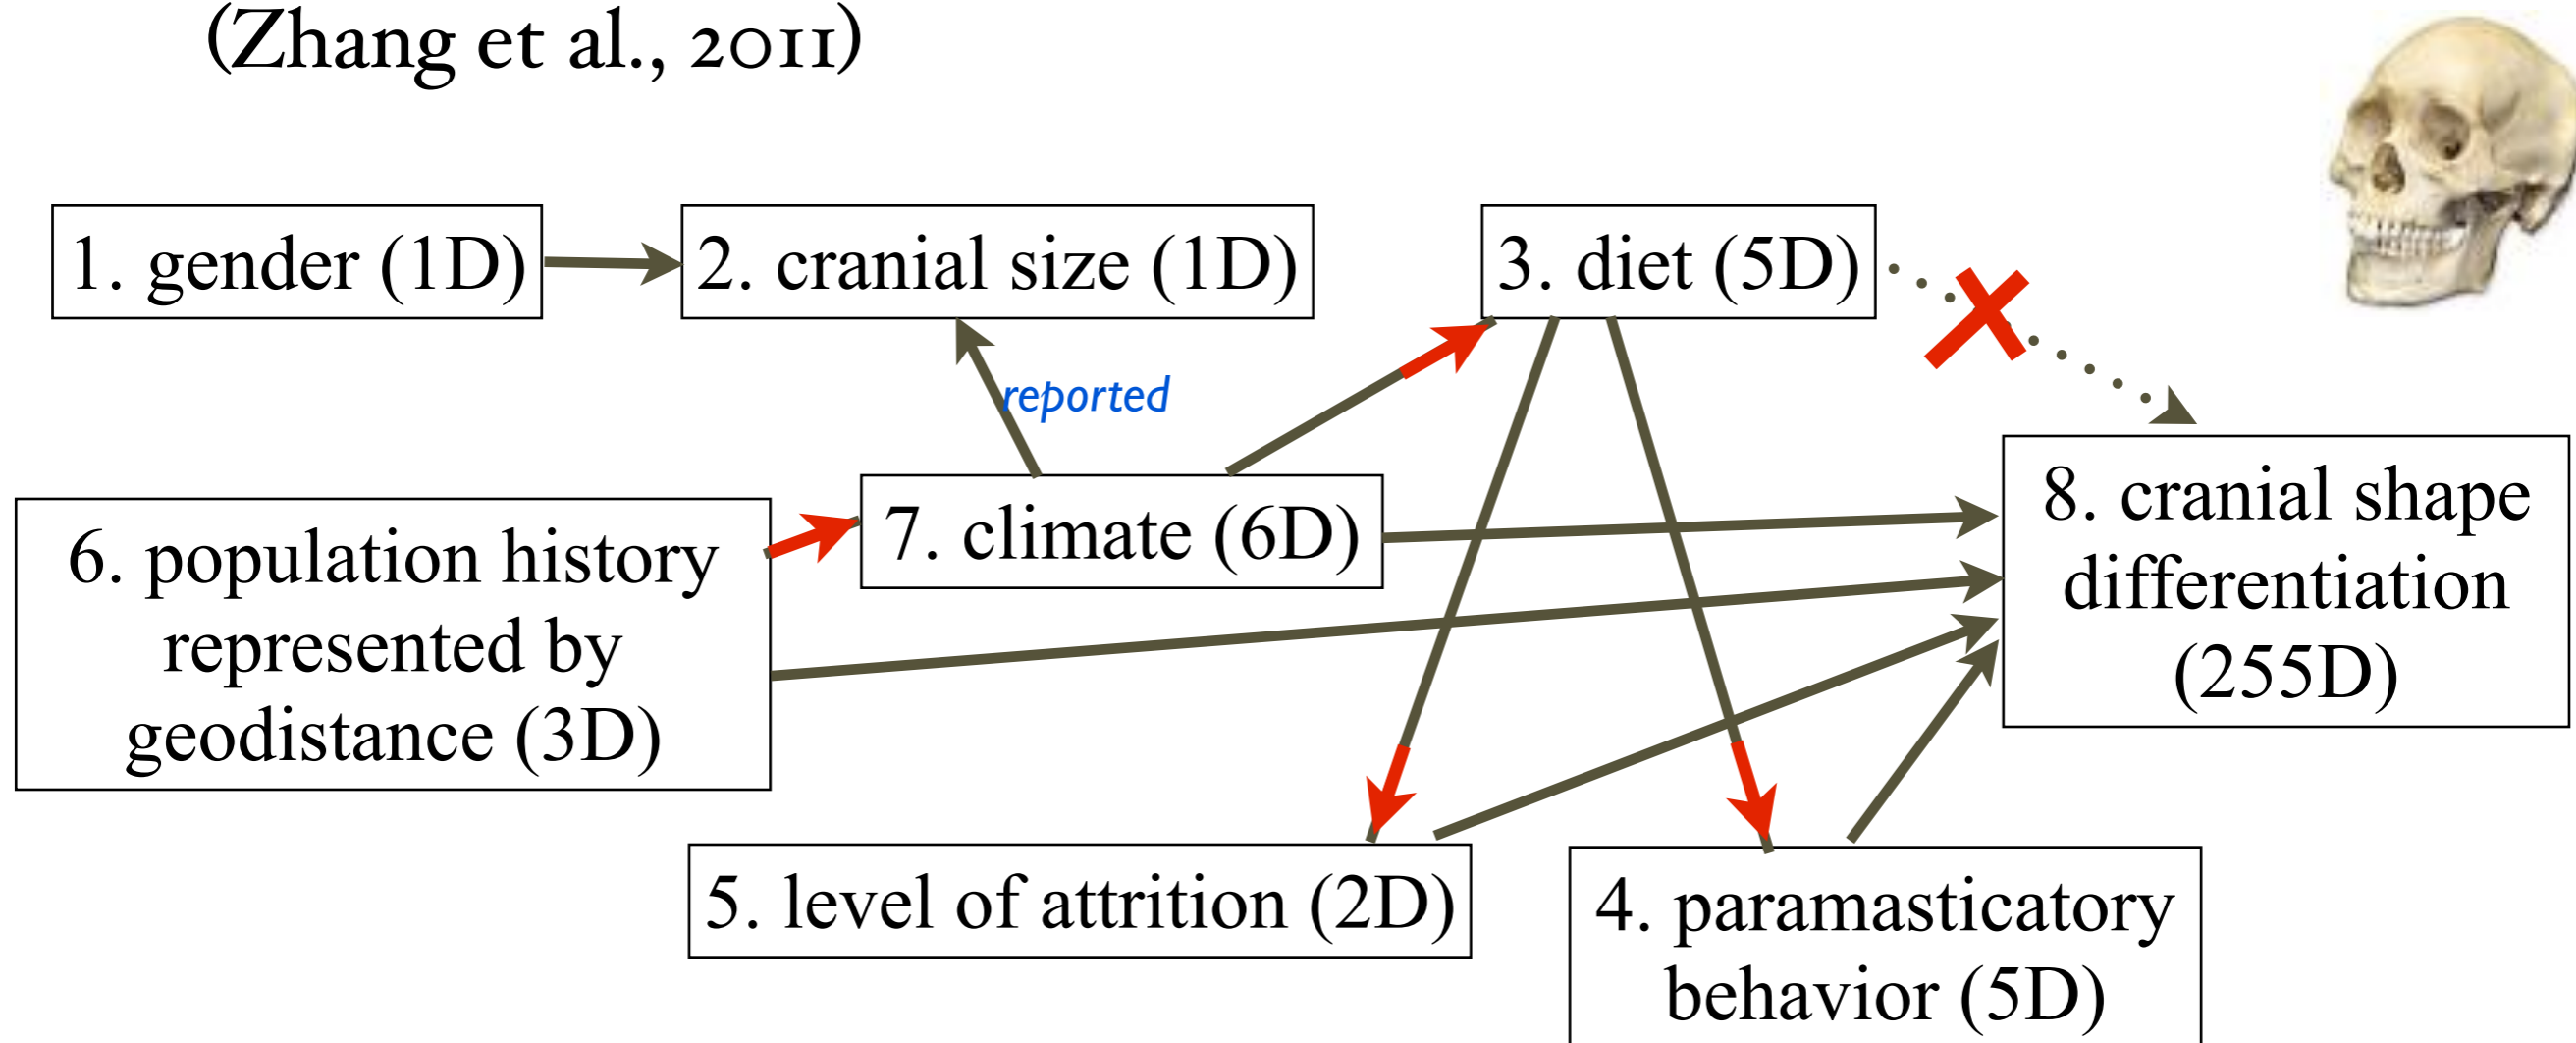 (Zhang et al., 2011)
1. gender (1D)
2. cranial size (1D)
3. diet (5D)
reported
6. population history
represented by
geodistance (3D)
7. climate (6D)
8. cranial shape
differentiation
(255D)
5. level of attrition (2D)
4. paramasticatory
behavior (5D)